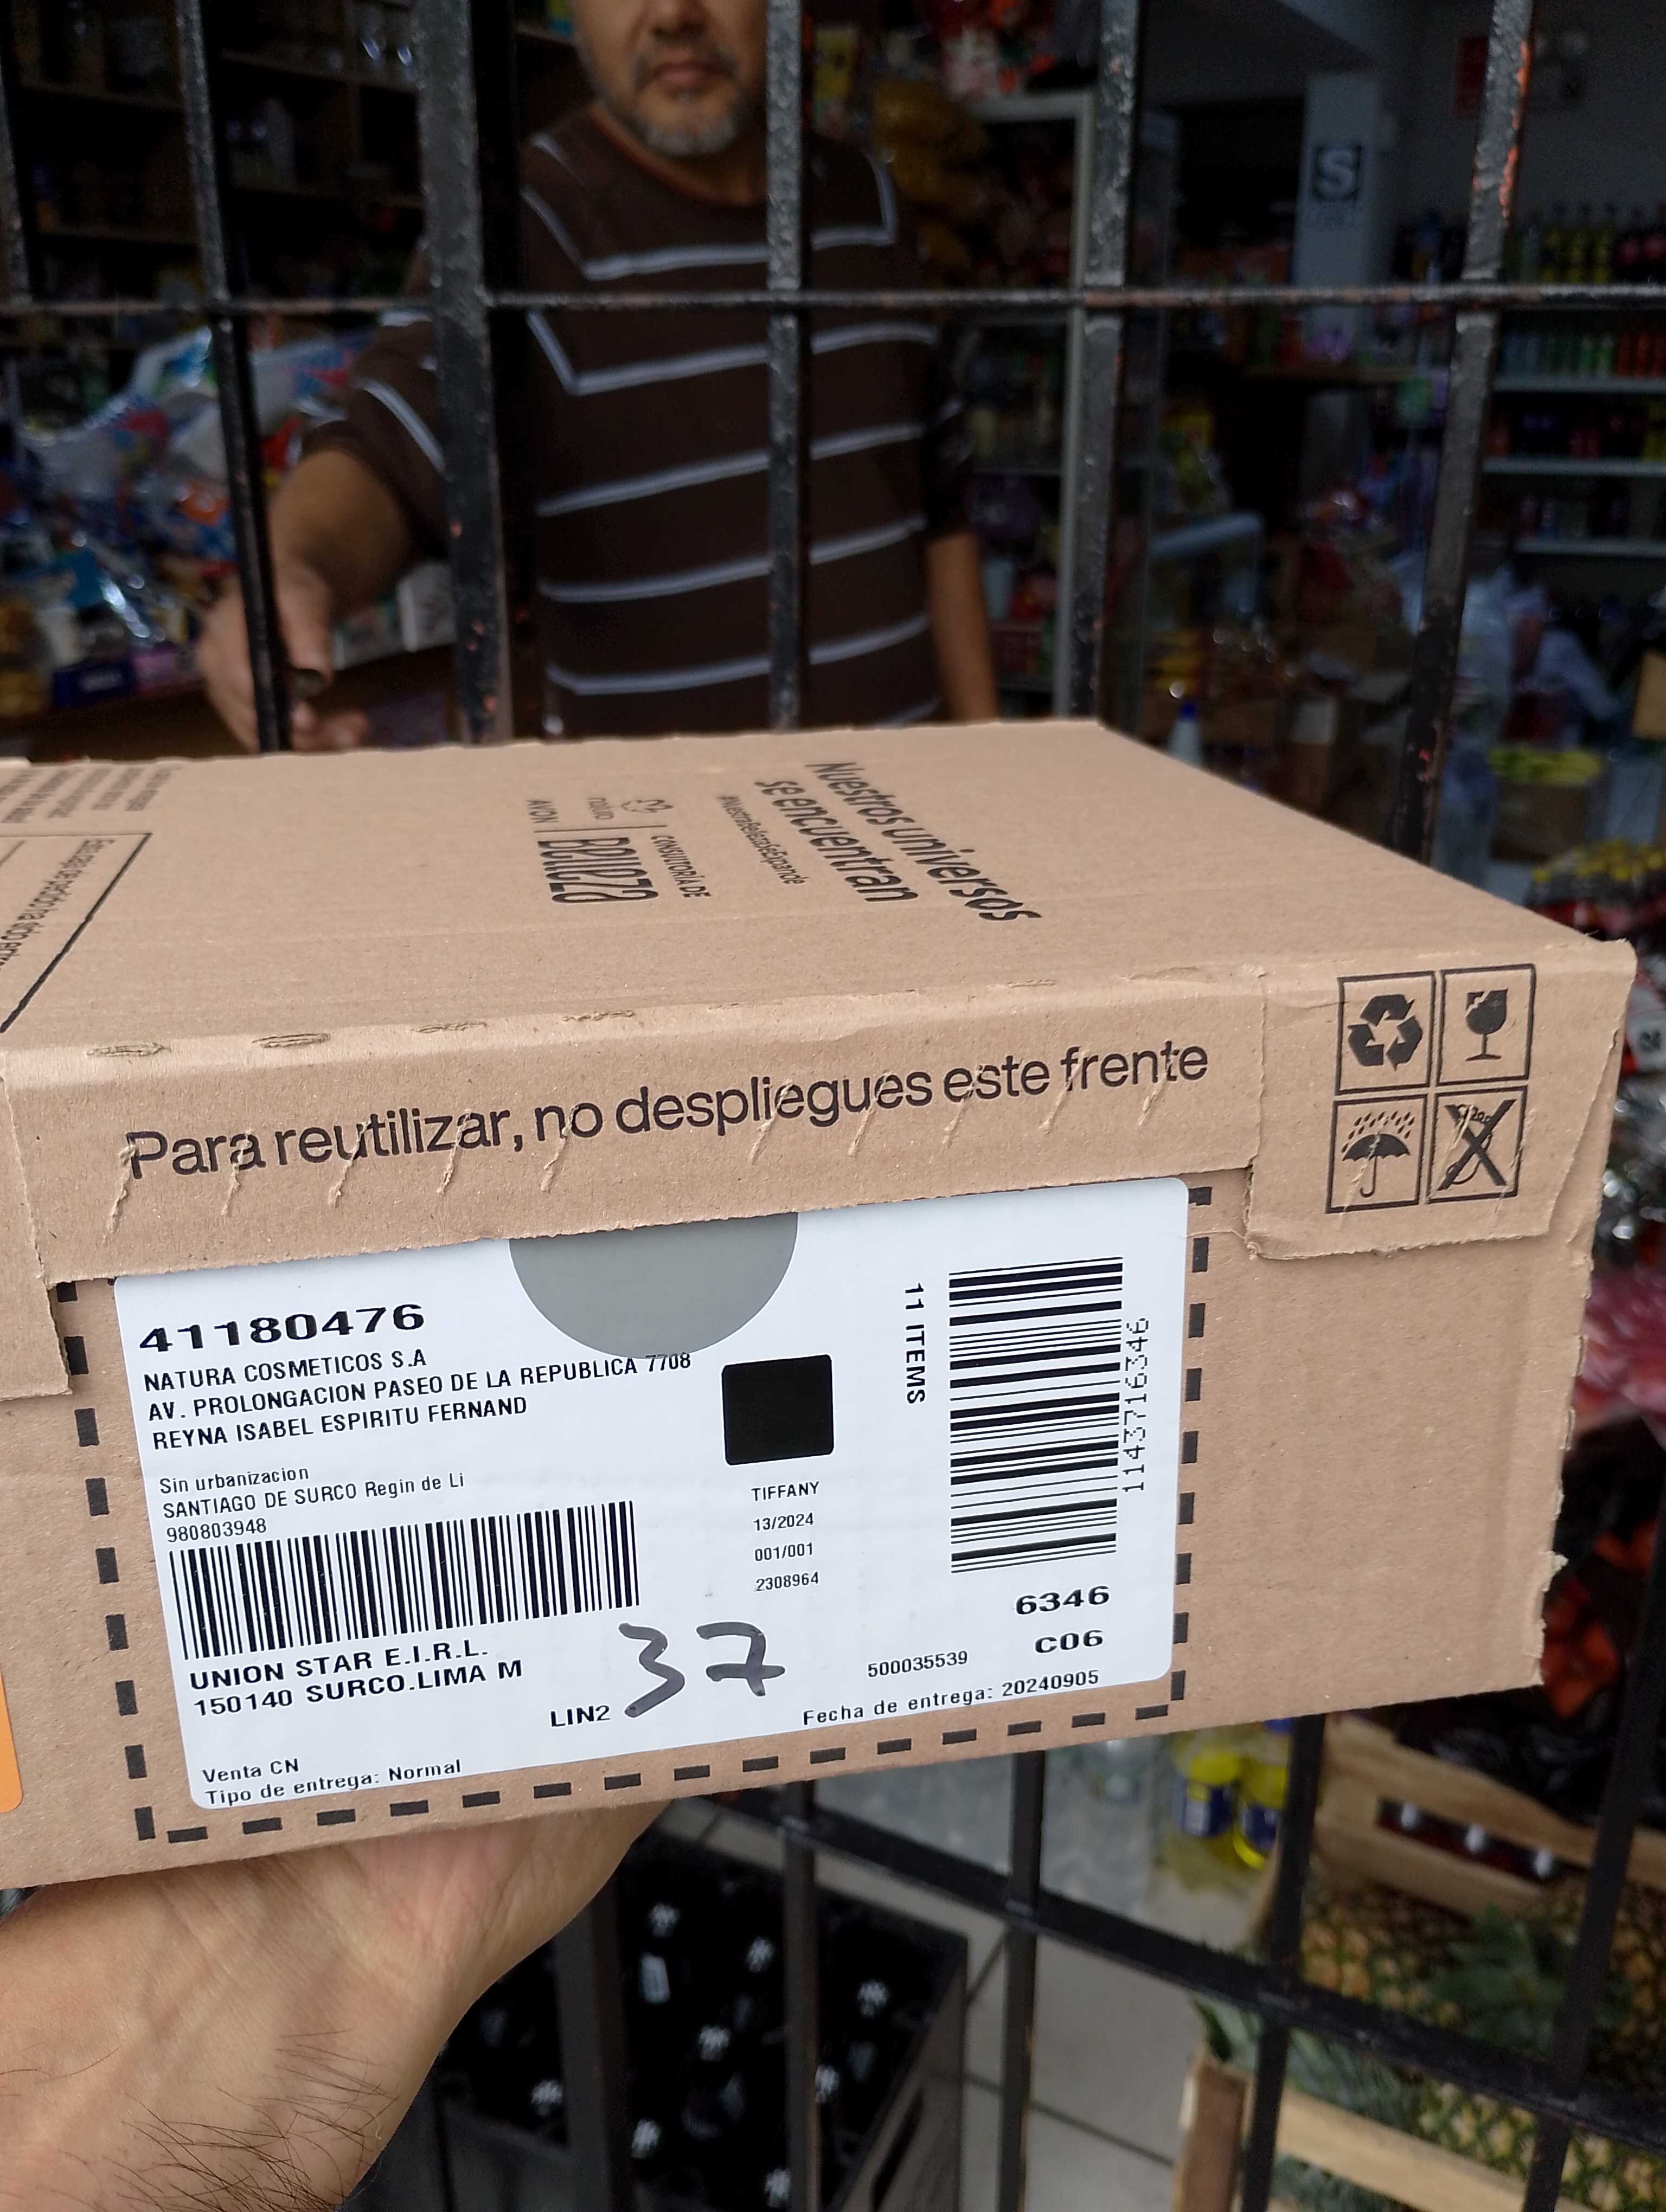 Nuestros universos
se encuentran
#NuestraBellezaSeExpande
CONSULTORÍA DE
Belleza
natura
AVON
Para reutilizar, no despliegues este frente
41180476
NATURA COSMETICOS S.A
AV. PROLONGACION PASEO DE LA REPUBLICA 7708
REYNA ISABEL ESPIRITU FERNAND
Sin urbanizacion
SANTIAGO DE SURCO Regin de Li
980803948
UNION STAR E.I.R.L.
150140 SURCO.LIMA M
LIN2
37
Venta CN
Tipo de entrega: Normal
TIFFANY
13/2024
001/001
2308964
11 ITEMS
1143716346
6346
C06
500035539
Fecha de entrega: 20240905
S